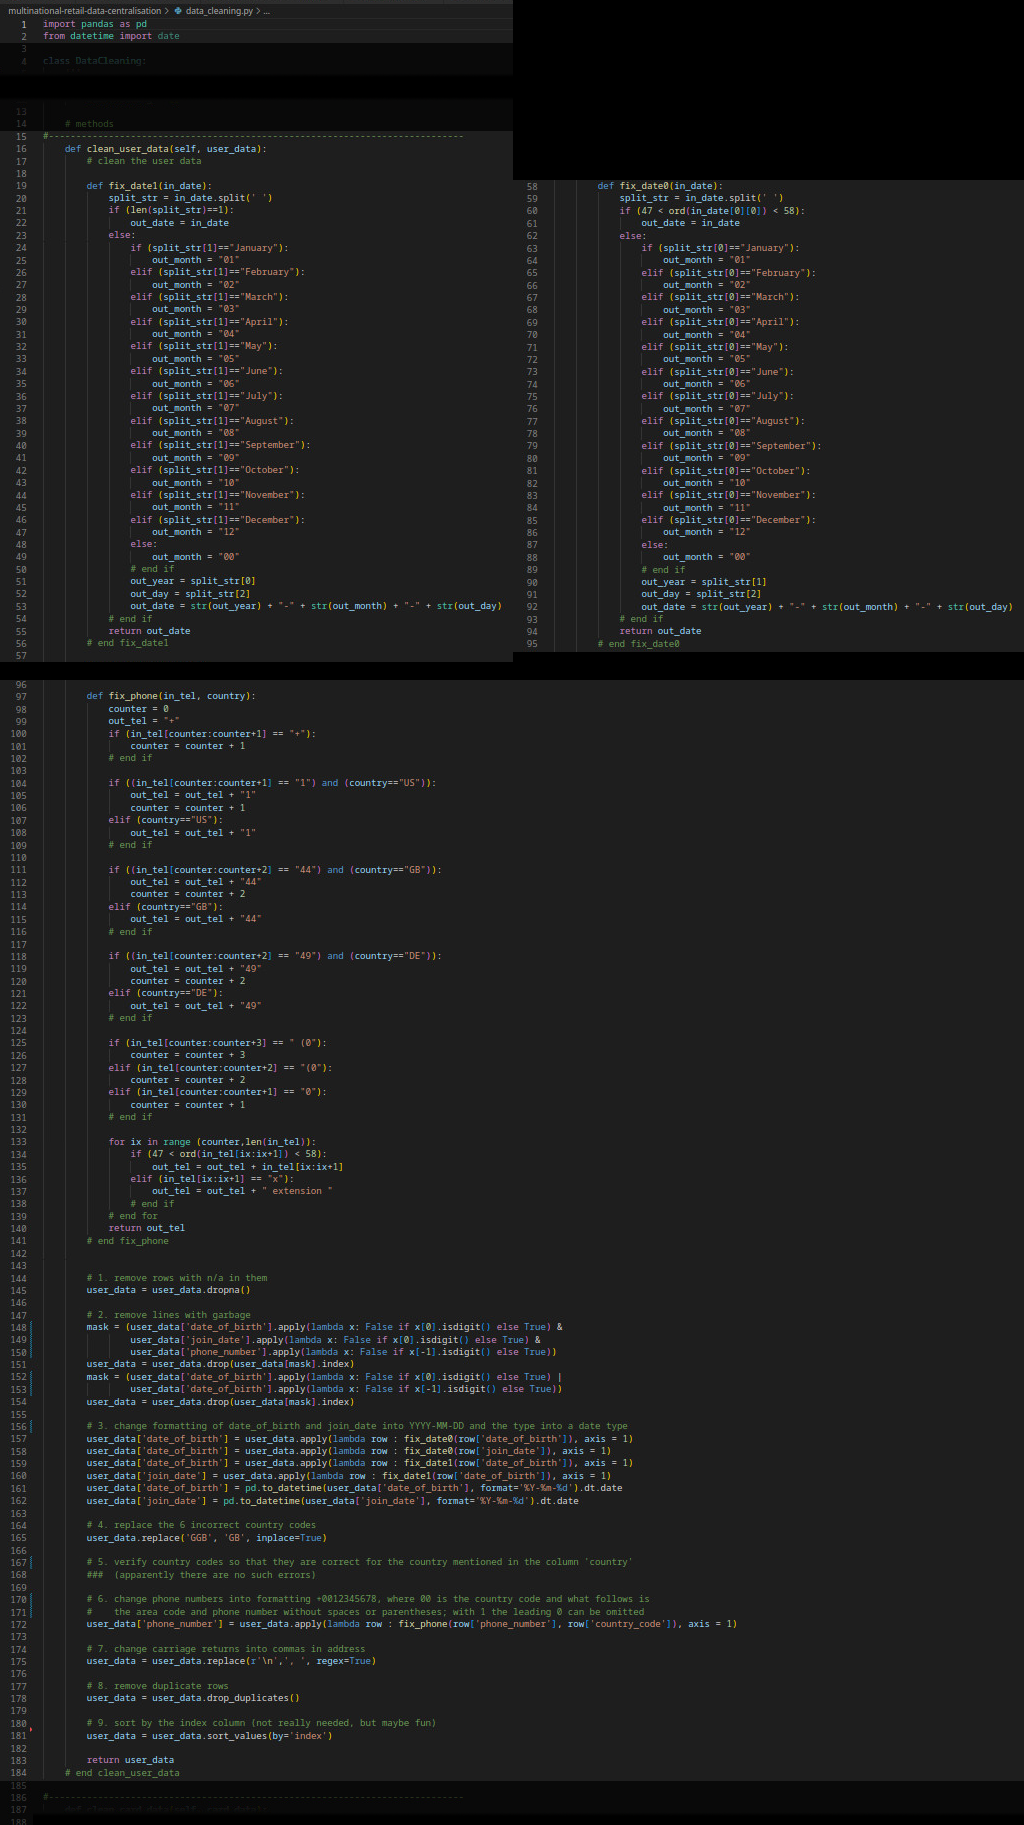 multinational-retail-data-centralisation > data_cleaning.py > ...
1 import pandas as pd
2 from datetime import date
3
4 class DataCleaning:
13
14     # methods
15 #----------------------------------------------------------------------------
16     def clean_user_data(self, user_data):
17         # clean the user data
18
19         def fix_date1(in_date):
20             split_str = in_date.split(' ')
21             if (len(split_str)==1):
22                 out_date = in_date
23             else:
24                 if (split_str[1]=="January"):
25                     out_month = "01"
26                 elif (split_str[1]=="February"):
27                     out_month = "02"
28                 elif (split_str[1]=="March"):
29                     out_month = "03"
30                 elif (split_str[1]=="April"):
31                     out_month = "04"
32                 elif (split_str[1]=="May"):
33                     out_month = "05"
34                 elif (split_str[1]=="June"):
35                     out_month = "06"
36                 elif (split_str[1]=="July"):
37                     out_month = "07"
38                 elif (split_str[1]=="August"):
39                     out_month = "08"
40                 elif (split_str[1]=="September"):
41                     out_month = "09"
42                 elif (split_str[1]=="October"):
43                     out_month = "10"
44                 elif (split_str[1]=="November"):
45                     out_month = "11"
46                 elif (split_str[1]=="December"):
47                     out_month = "12"
48                 else:
49                     out_month = "00"
50                 # end if
51                 out_year = split_str[0]
52                 out_day = split_str[2]
53                 out_date = str(out_year) + "-" + str(out_month) + "-" + str(out_day)
54             # end if
55             return out_date
56         # end fix_date1
57
58         def fix_date0(in_date):
59             split_str = in_date.split(' ')
60             if (47 < ord(in_date[0][0]) < 58):
61                 out_date = in_date
62             else:
63                 if (split_str[0]=="January"):
64                     out_month = "01"
65                 elif (split_str[0]=="February"):
66                     out_month = "02"
67                 elif (split_str[0]=="March"):
68                     out_month = "03"
69                 elif (split_str[0]=="April"):
70                     out_month = "04"
71                 elif (split_str[0]=="May"):
72                     out_month = "05"
73                 elif (split_str[0]=="June"):
74                     out_month = "06"
75                 elif (split_str[0]=="July"):
76                     out_month = "07"
77                 elif (split_str[0]=="August"):
78                     out_month = "08"
79                 elif (split_str[0]=="September"):
80                     out_month = "09"
81                 elif (split_str[0]=="October"):
82                     out_month = "10"
83                 elif (split_str[0]=="November"):
84                     out_month = "11"
85                 elif (split_str[0]=="December"):
86                     out_month = "12"
87                 else:
88                     out_month = "00"
89                 # end if
90                 out_year = split_str[1]
91                 out_day = split_str[2]
92                 out_date = str(out_year) + "-" + str(out_month) + "-" + str(out_day)
93             # end if
94             return out_date
95         # end fix_date0
96
97         def fix_phone(in_tel, country):
98             counter = 0
99             out_tel = "+"
100             if (in_tel[counter:counter+1] == "+"):
101                 counter = counter + 1
102             # end if
103
104             if ((in_tel[counter:counter+1] == "1") and (country=="US")):
105                 out_tel = out_tel + "1"
106                 counter = counter + 1
107             elif (country=="US"):
108                 out_tel = out_tel + "1"
109             # end if
110
111             if ((in_tel[counter:counter+2] == "44") and (country=="GB")):
112                 out_tel = out_tel + "44"
113                 counter = counter + 2
114             elif (country=="GB"):
115                 out_tel = out_tel + "44"
116             # end if
117
118             if ((in_tel[counter:counter+2] == "49") and (country=="DE")):
119                 out_tel = out_tel + "49"
120                 counter = counter + 2
121             elif (country=="DE"):
122                 out_tel = out_tel + "49"
123             # end if
124
125             if (in_tel[counter:counter+3] == " (0"):
126                 counter = counter + 3
127             elif (in_tel[counter:counter+2] == "(0"):
128                 counter = counter + 2
129             elif (in_tel[counter:counter+1] == "0"):
130                 counter = counter + 1
131             # end if
132
133             for ix in range (counter,len(in_tel)):
134                 if (47 < ord(in_tel[ix:ix+1]) < 58):
135                     out_tel = out_tel + in_tel[ix:ix+1]
136                 elif (in_tel[ix:ix+1] == "x"):
137                     out_tel = out_tel + " extension "
138                 # end if
139             # end for
140             return out_tel
141         # end fix_phone
142
143
144         # 1. remove rows with n/a in them
145         user_data = user_data.dropna()
146
147         # 2. remove lines with garbage
148         mask = (user_data['date_of_birth'].apply(lambda x: False if x[0].isdigit() else True) &
149                 user_data['join_date'].apply(lambda x: False if x[0].isdigit() else True) &
150                 user_data['phone_number'].apply(lambda x: False if x[-1].isdigit() else True))
151         user_data = user_data.drop(user_data[mask].index)
152         mask = (user_data['date_of_birth'].apply(lambda x: False if x[0].isdigit() else True) |
153                 user_data['date_of_birth'].apply(lambda x: False if x[-1].isdigit() else True))
154         user_data = user_data.drop(user_data[mask].index)
155
156         # 3. change formatting of date_of_birth and join_date into YYYY-MM-DD and the type into a date type
157         user_data['date_of_birth'] = user_data.apply(lambda row : fix_date0(row['date_of_birth']), axis = 1)
158         user_data['date_of_birth'] = user_data.apply(lambda row : fix_date0(row['join_date']), axis = 1)
159         user_data['date_of_birth'] = user_data.apply(lambda row : fix_date1(row['date_of_birth']), axis = 1)
160         user_data['join_date'] = user_data.apply(lambda row : fix_date1(row['date_of_birth']), axis = 1)
161         user_data['date_of_birth'] = pd.to_datetime(user_data['date_of_birth'], format='%Y-%m-%d').dt.date
162         user_data['join_date'] = pd.to_datetime(user_data['join_date'], format='%Y-%m-%d').dt.date
163
164         # 4. replace the 6 incorrect country codes
165         user_data.replace('GGB', 'GB', inplace=True)
166
167         # 5. verify country codes so that they are correct for the country mentioned in the column 'country'
168         ###  (apparently there are no such errors)
169
170         # 6. change phone numbers into formatting +0012345678, where 00 is the country code and what follows is
171         #    the area code and phone number without spaces or parentheses; with 1 the leading 0 can be omitted
172         user_data['phone_number'] = user_data.apply(lambda row : fix_phone(row['phone_number'], row['country_code']), axis = 1)
173
174         # 7. change carriage returns into commas in address
175         user_data = user_data.replace(r'\n',', ', regex=True)
176
177         # 8. remove duplicate rows
178         user_data = user_data.drop_duplicates()
179
180         # 9. sort by the index column (not really needed, but maybe fun)
181         user_data = user_data.sort_values(by='index')
182
183         return user_data
184     # end clean_user_data
185
186 #----------------------------------------------------------------------------
187
188